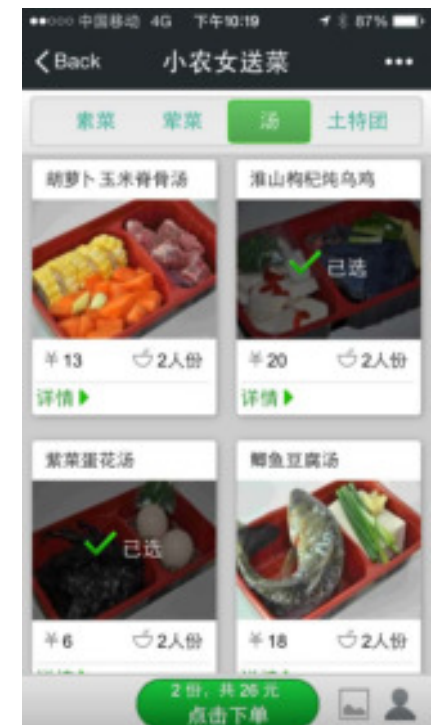 中国移动 4G 下午10:19 87%
Back 小农女送菜
素菜 荤菜 汤 土特团
胡萝卜玉米脊骨汤
¥13 2人份
详情
淮山枸杞炖乌鸡
已选
¥20 2人份
详情
紫菜蛋花汤
已选
¥6 2人份
鲫鱼豆腐汤
¥18 2人份
2份，共26元
点击下单